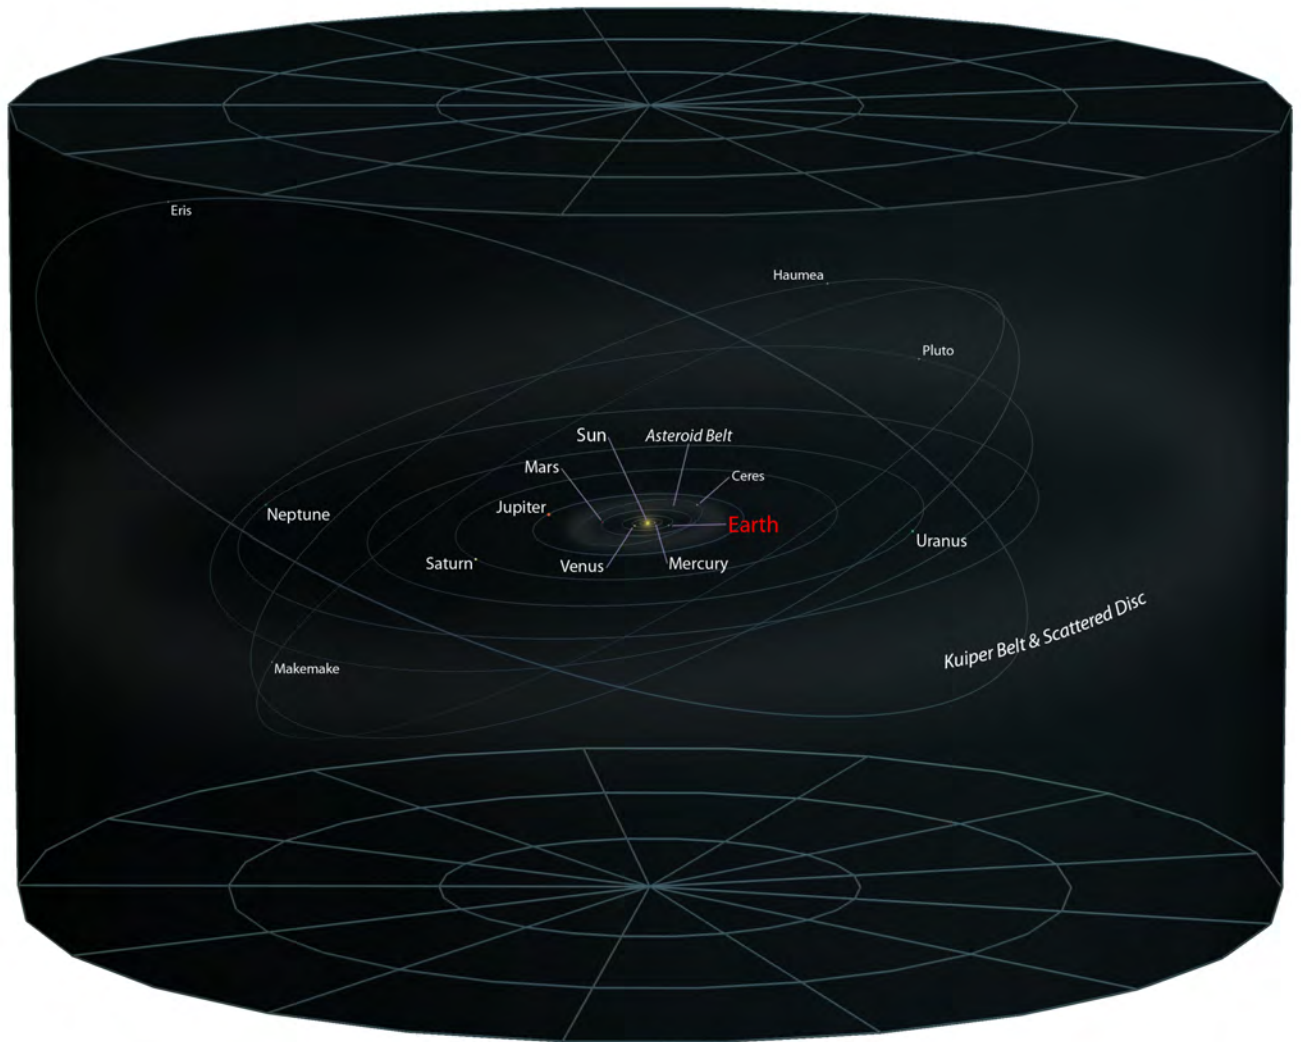 Eris
Haumea
Pluto
Sun
Asteroid Belt
Mars
Ceres
Jupiter
Neptune
Earth
Uranus
Saturn
Venus
Mercury
Kuiper Belt & Scattered Disc
Makemake